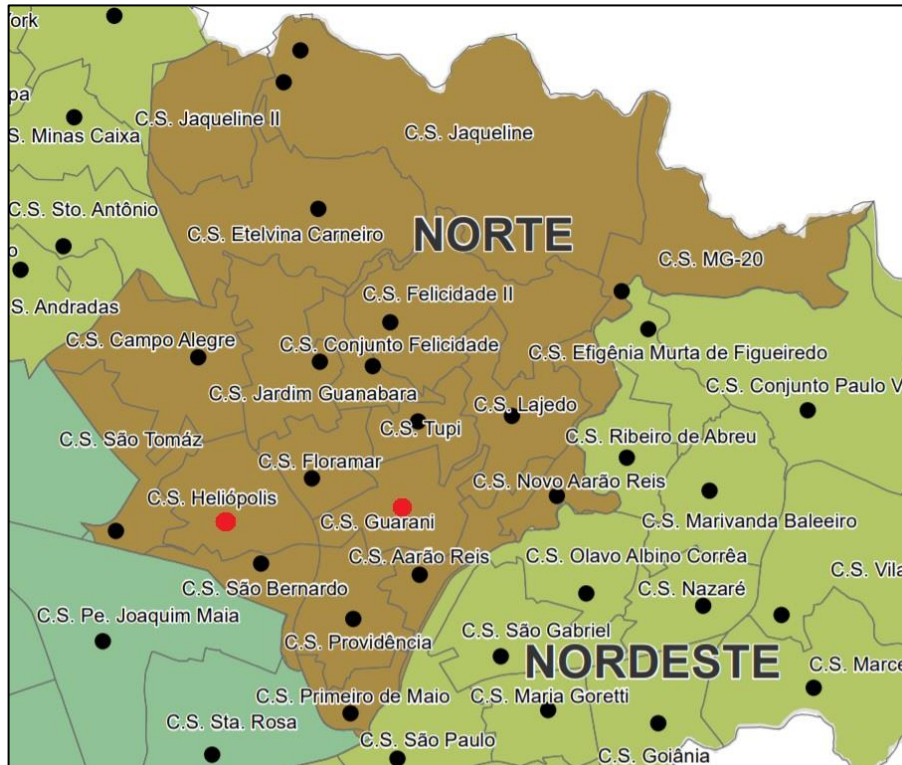 ork
pa
S. Minas Caixa
C.S. Jaqueline II
C.S. Jaqueline
C.S. Sto. Antônio
C.S. Etelvina Carneiro
NORTE
o
C.S. MG-20
S. Andradas
C.S. Felicidade II
C.S. Campo Alegre
C.S. Conjunto Felicidade
C.S. Efigênia Murta de Figueiredo
C.S. Jardim Guanabara
C.S. Conjunto Paulo V
C.S. Lajedo
C.S. São Tomáz
C.S. Tupi
C.S. Ribeiro de Abreu
C.S. Floramar
C.S. Novo Aarão Reis
C.S. Heliópolis
C.S. Guarani
C.S. Marivanda Baleeiro
C.S. Aarão Reis
C.S. Olavo Albino Corrêa
C.S. Vila
C.S. São Bernardo
C.S. Nazaré
C.S. Pe. Joaquim Maia
C.S. São Gabriel
C.S. Providência
NORDESTE
C.S. Marce
C.S. Primeiro de Maio
C.S. Maria Goretti
C.S. Sta. Rosa
C.S. São Paulo
C.S. Goiânia